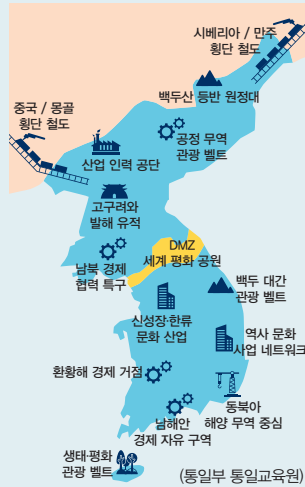 시베리아 / 만주
횡단 철도
백두산 등반 원정대
중국 / 몽골
횡단 철도
공정 무역
관광 벨트
산업 인력 공단
고구려와
발해 유적
DMZ
세계 평화 공원
남북 경제
협력 특구
백두 대간
관광 벨트
신성장·한류
문화 산업
역사 문화
사업 네트워크
환황해 경제 거점
동북아
해양 무역 중심
남해안
경제 자유 구역
생태·평화
관광 벨트
(통일부 통일교육원)